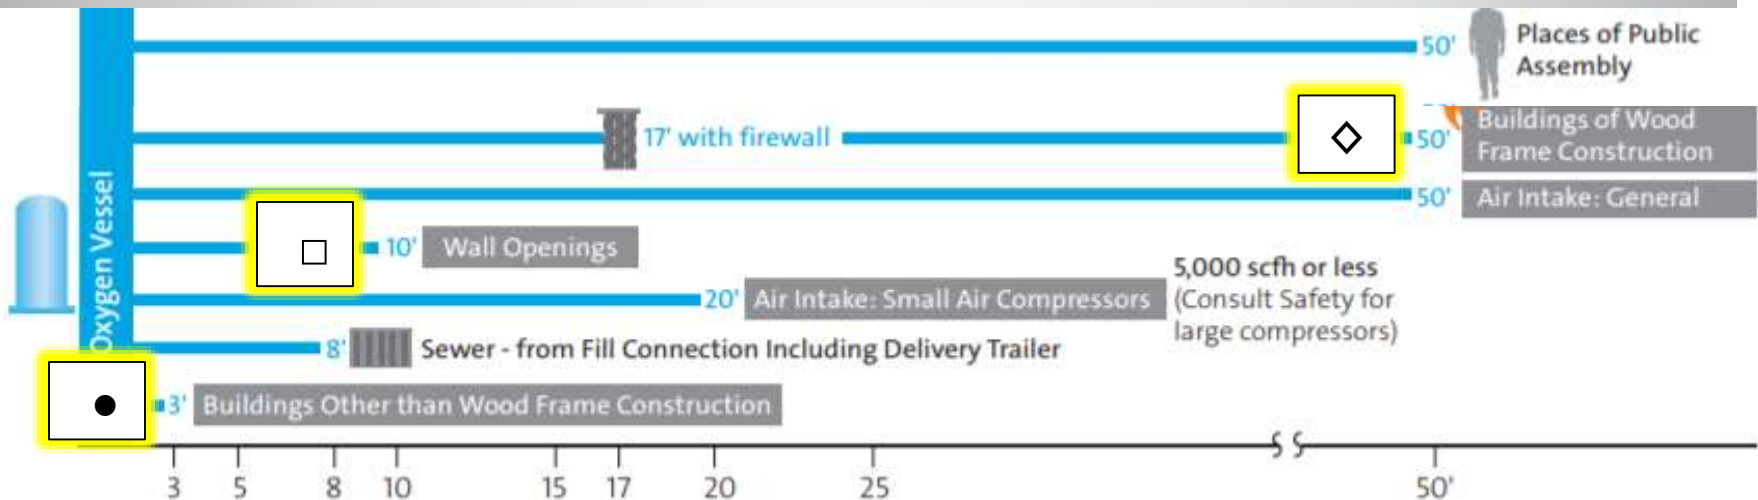 50' Places of Public
Assembly
17' with firewall 50' Buildings of Wood
Frame Construction
50' Air Intake: General
Oxygen Vessel
10' Wall Openings
20' Air Intake: Small Air Compressors
5,000 scfh or less
(Consult Safety for
large compressors)
8' Sewer - from Fill Connection Including Delivery Trailer
3' Buildings Other than Wood Frame Construction
3 5 8 10 15 17 20 25 50'